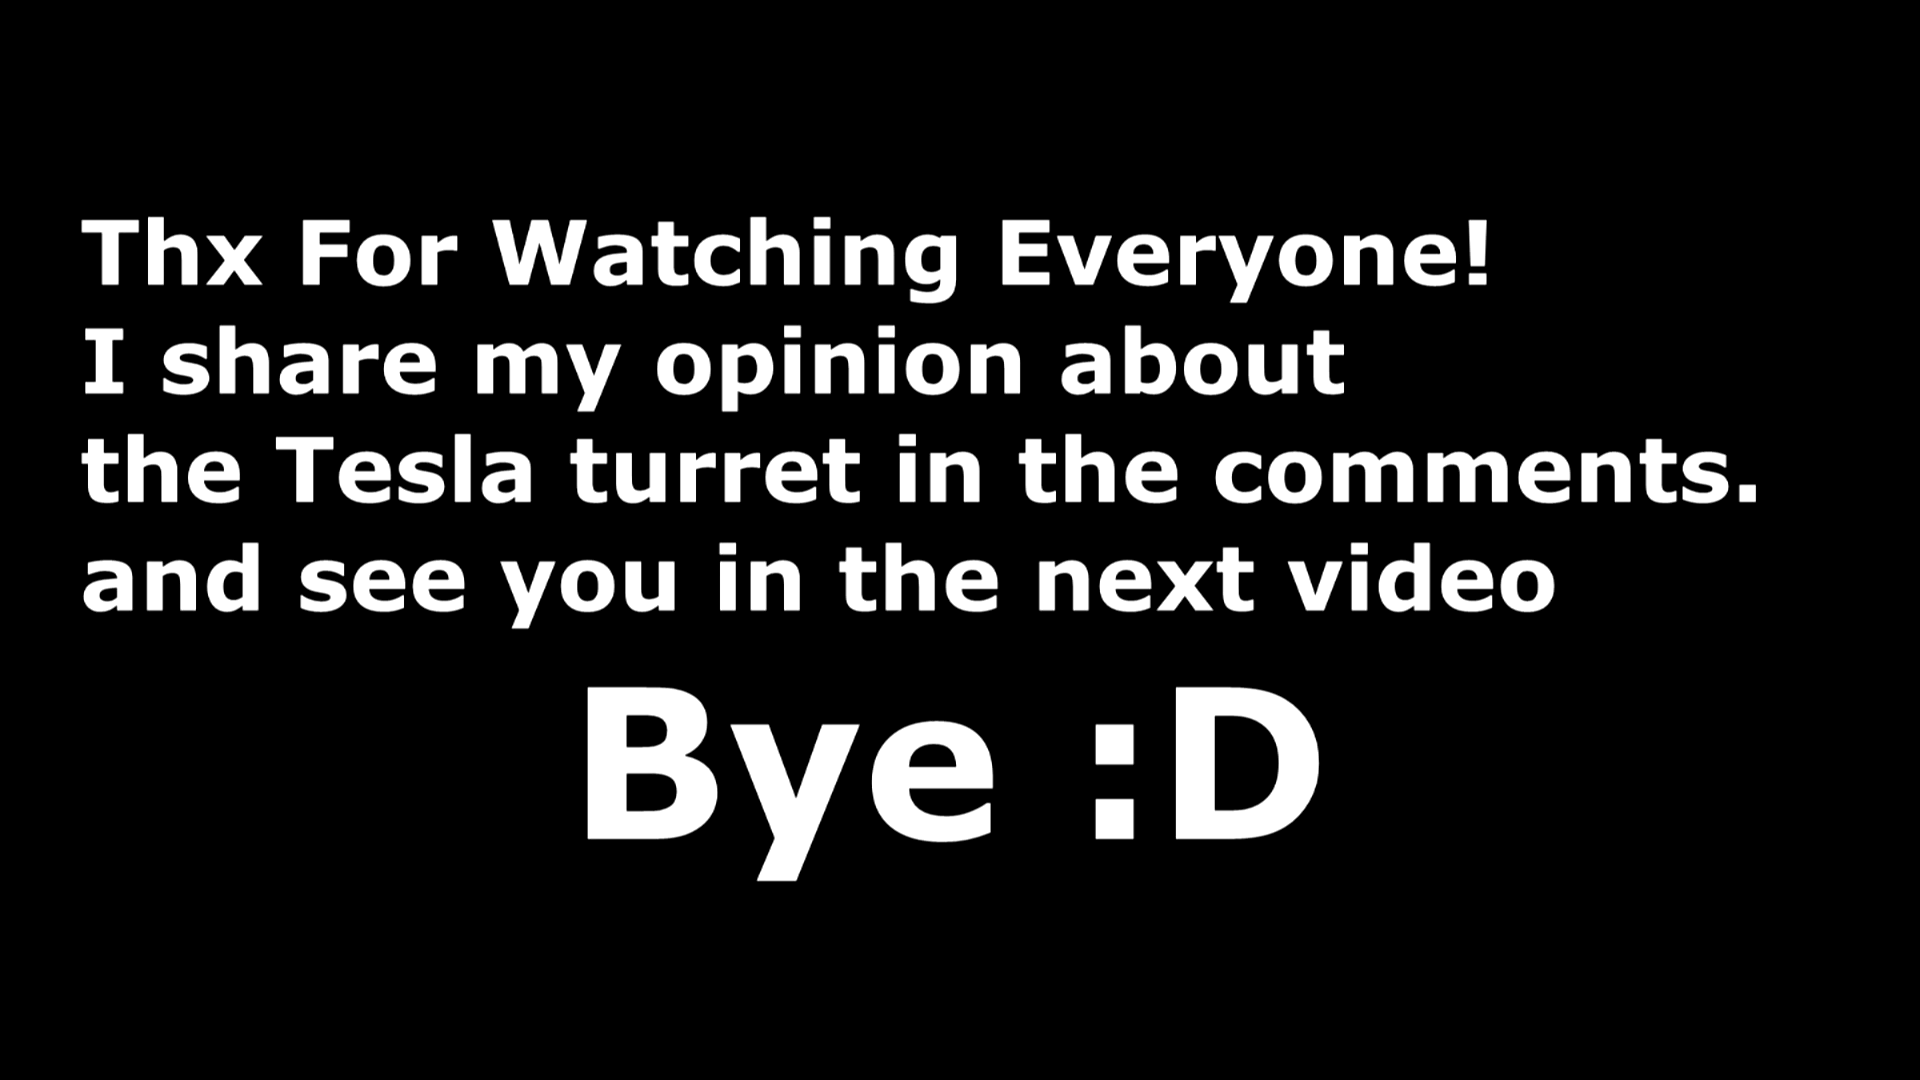 Thx For Watching Everyone!
I share my opinion about
the Tesla turret in the comments.
and see you in the next video
Bye :D